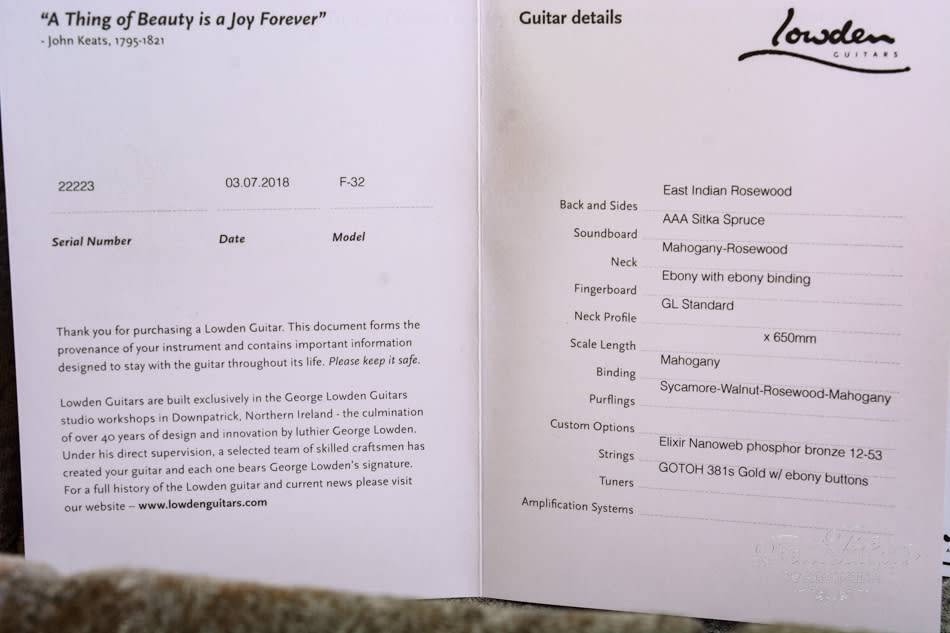 “A Thing of Beauty is a Joy Forever”
- John Keats, 1795-1821
22223 03.07.2018 F-32
Serial Number Date Model
Thank you for purchasing a Lowden Guitar. This document forms the
provenance of your instrument and contains important information
designed to stay with the guitar throughout its life. Please keep it safe.
Lowden Guitars are built exclusively in the George Lowden Guitars
studio workshops in Downpatrick, Northern Ireland - the culmination
of over 40 years of design and innovation by luthier George Lowden.
Under his direct supervision, a selected team of skilled craftsmen has
created your guitar and each one bears George Lowden's signature.
For a full history of the Lowden guitar and current news please visit
our website – www.lowdenguitars.com
Guitar details
Lowden
GUITARS
Back and Sides East Indian Rosewood
Soundboard AAA Sitka Spruce
Neck Mahogany-Rosewood
Fingerboard Ebony with ebony binding
Neck Profile GL Standard
Scale Length x 650mm
Binding Mahogany
Purflings Sycamore-Walnut-Rosewood-Mahogany
Custom Options
Strings Elixir Nanoweb phosphor bronze 12-53
Tuners GOTOH 381s Gold w/ ebony buttons
Amplification Systems